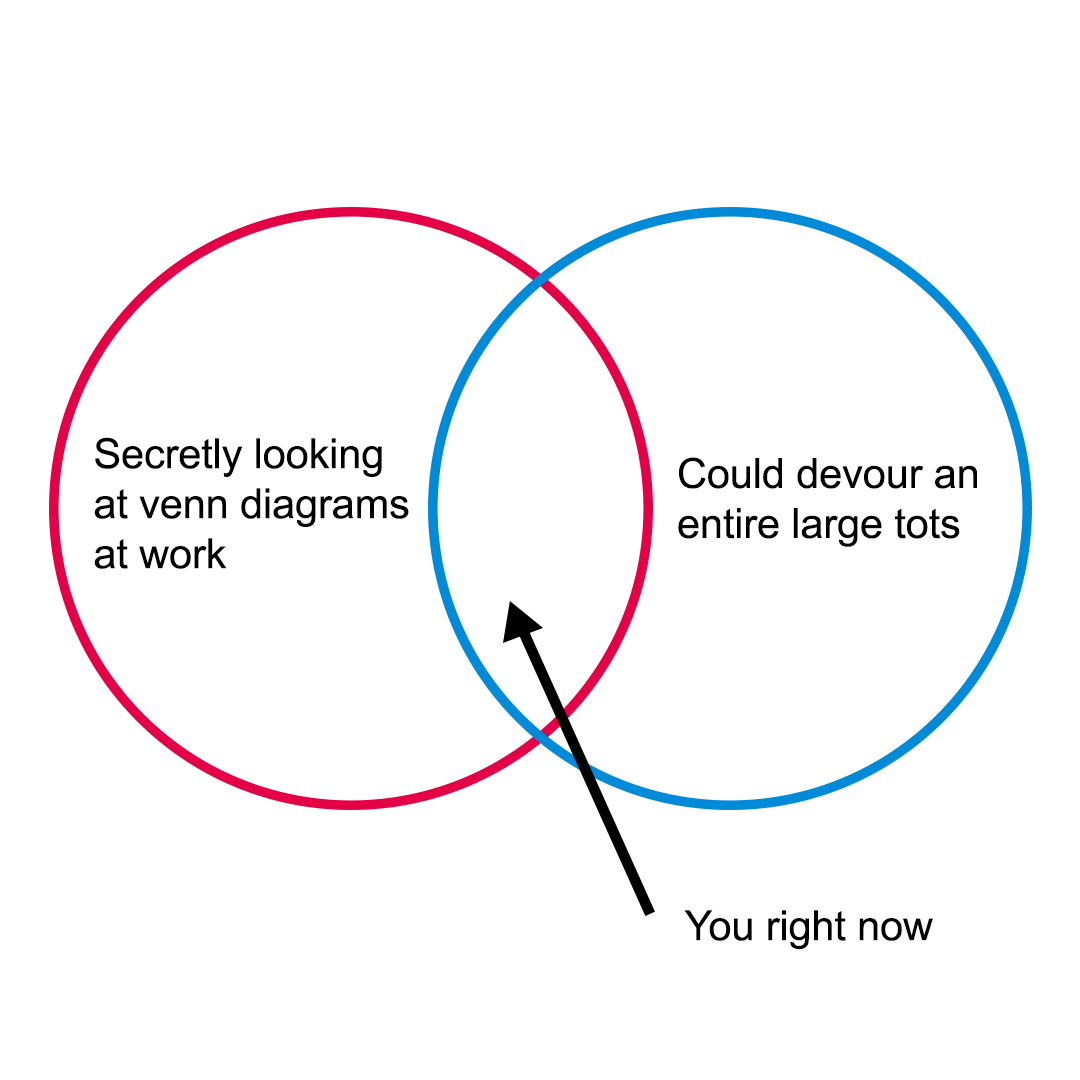 Secretly looking
at venn diagrams
at work
Could devour an
entire large tots
You right now